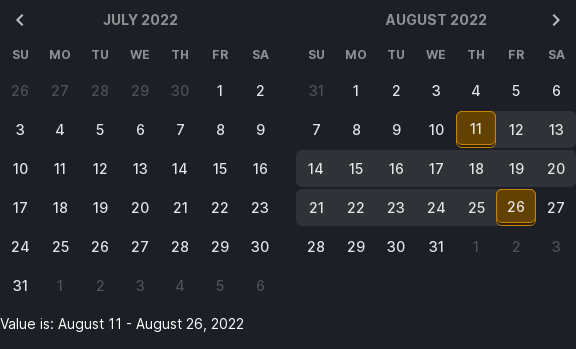 JULY 2022
SU MO TU WE TH FR SA
26 27 28 29 30 1 2
3 4 5 6 7 8 9
10 11 12 13 14 15 16
17 18 19 20 21 22 23
24 25 26 27 28 29 30
31 1 2 3 4 5 6
AUGUST 2022
SU MO TU WE TH FR SA
31 1 2 3 4 5 6
7 8 9 10 11 12 13
14 15 16 17 18 19 20
21 22 23 24 25 26 27
28 29 30 31 1 2 3
Value is: August 11 - August 26, 2022